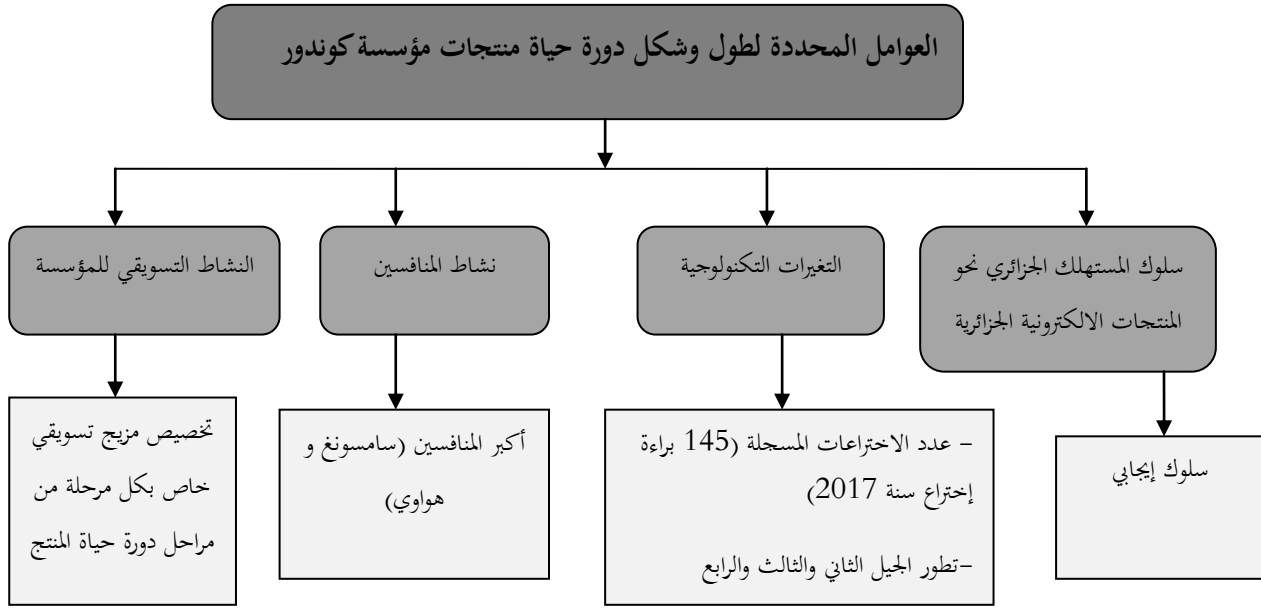 العوامل المحددة لطول وشكل دورة حياة منتجات مؤسسة كوندور
سلوك المستهلك الجزائري نحو
المنتجات الالكترونية الجزائرية
التغيرات التكنولوجية
نشاط المنافسين
النشاط التسويقي للمؤسسة
سلوك إيجابي
- عدد الاختراعات المسجلة (145 براءة
إختراع سنة 2017)
-تطور الجيل الثاني والثالث والرابع
أكبر المنافسين (سامسونغ و
هواوي)
تخصيص مزيج تسويقي
خاص بكل مرحلة من
مراحل دورة حياة المنتج